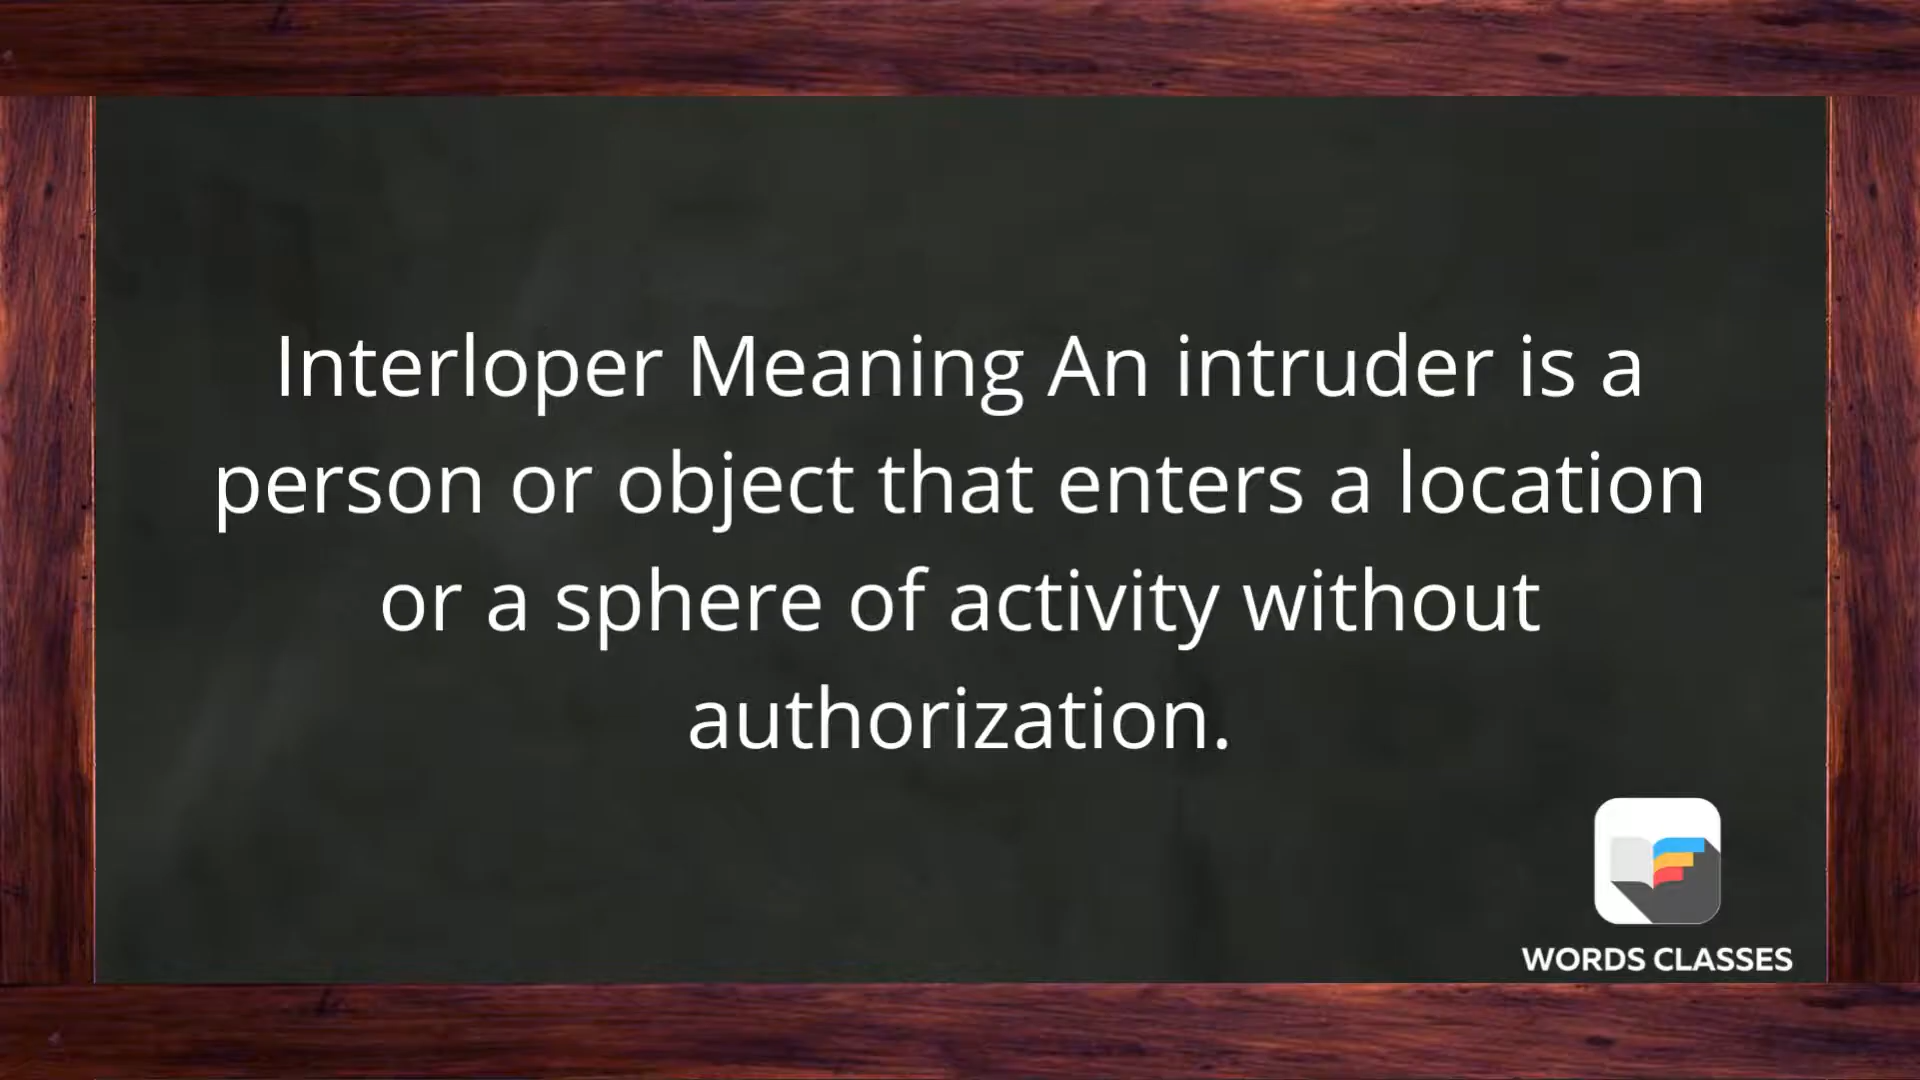 Interloper Meaning An intruder is a
person or object that enters a location
or a sphere of activity without
authorization.
WORDS CLASSES